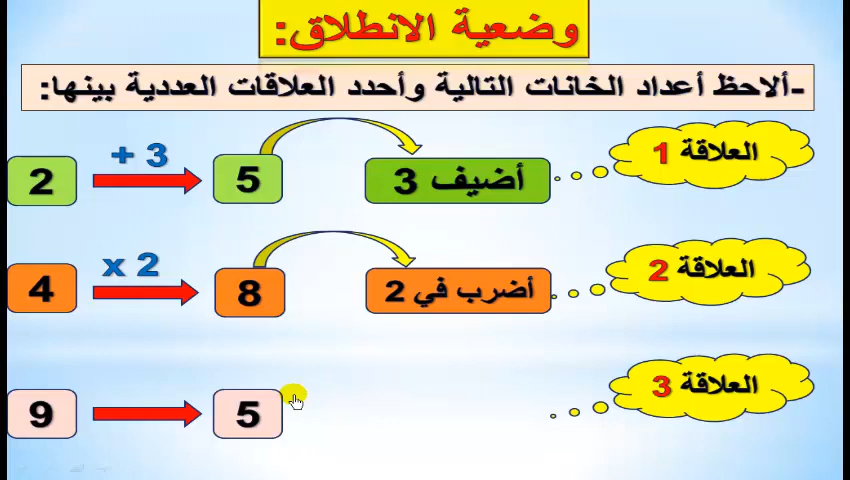 وضعية الانطلاق:
-ألاحظ أعداد الخانات التالية وأحدد العلاقات العددية بينها:
العلاقة 1
2 + 3 5 أضيف 3
العلاقة 2
4 x 2 8 أضرب في 2
العلاقة 3
9 5